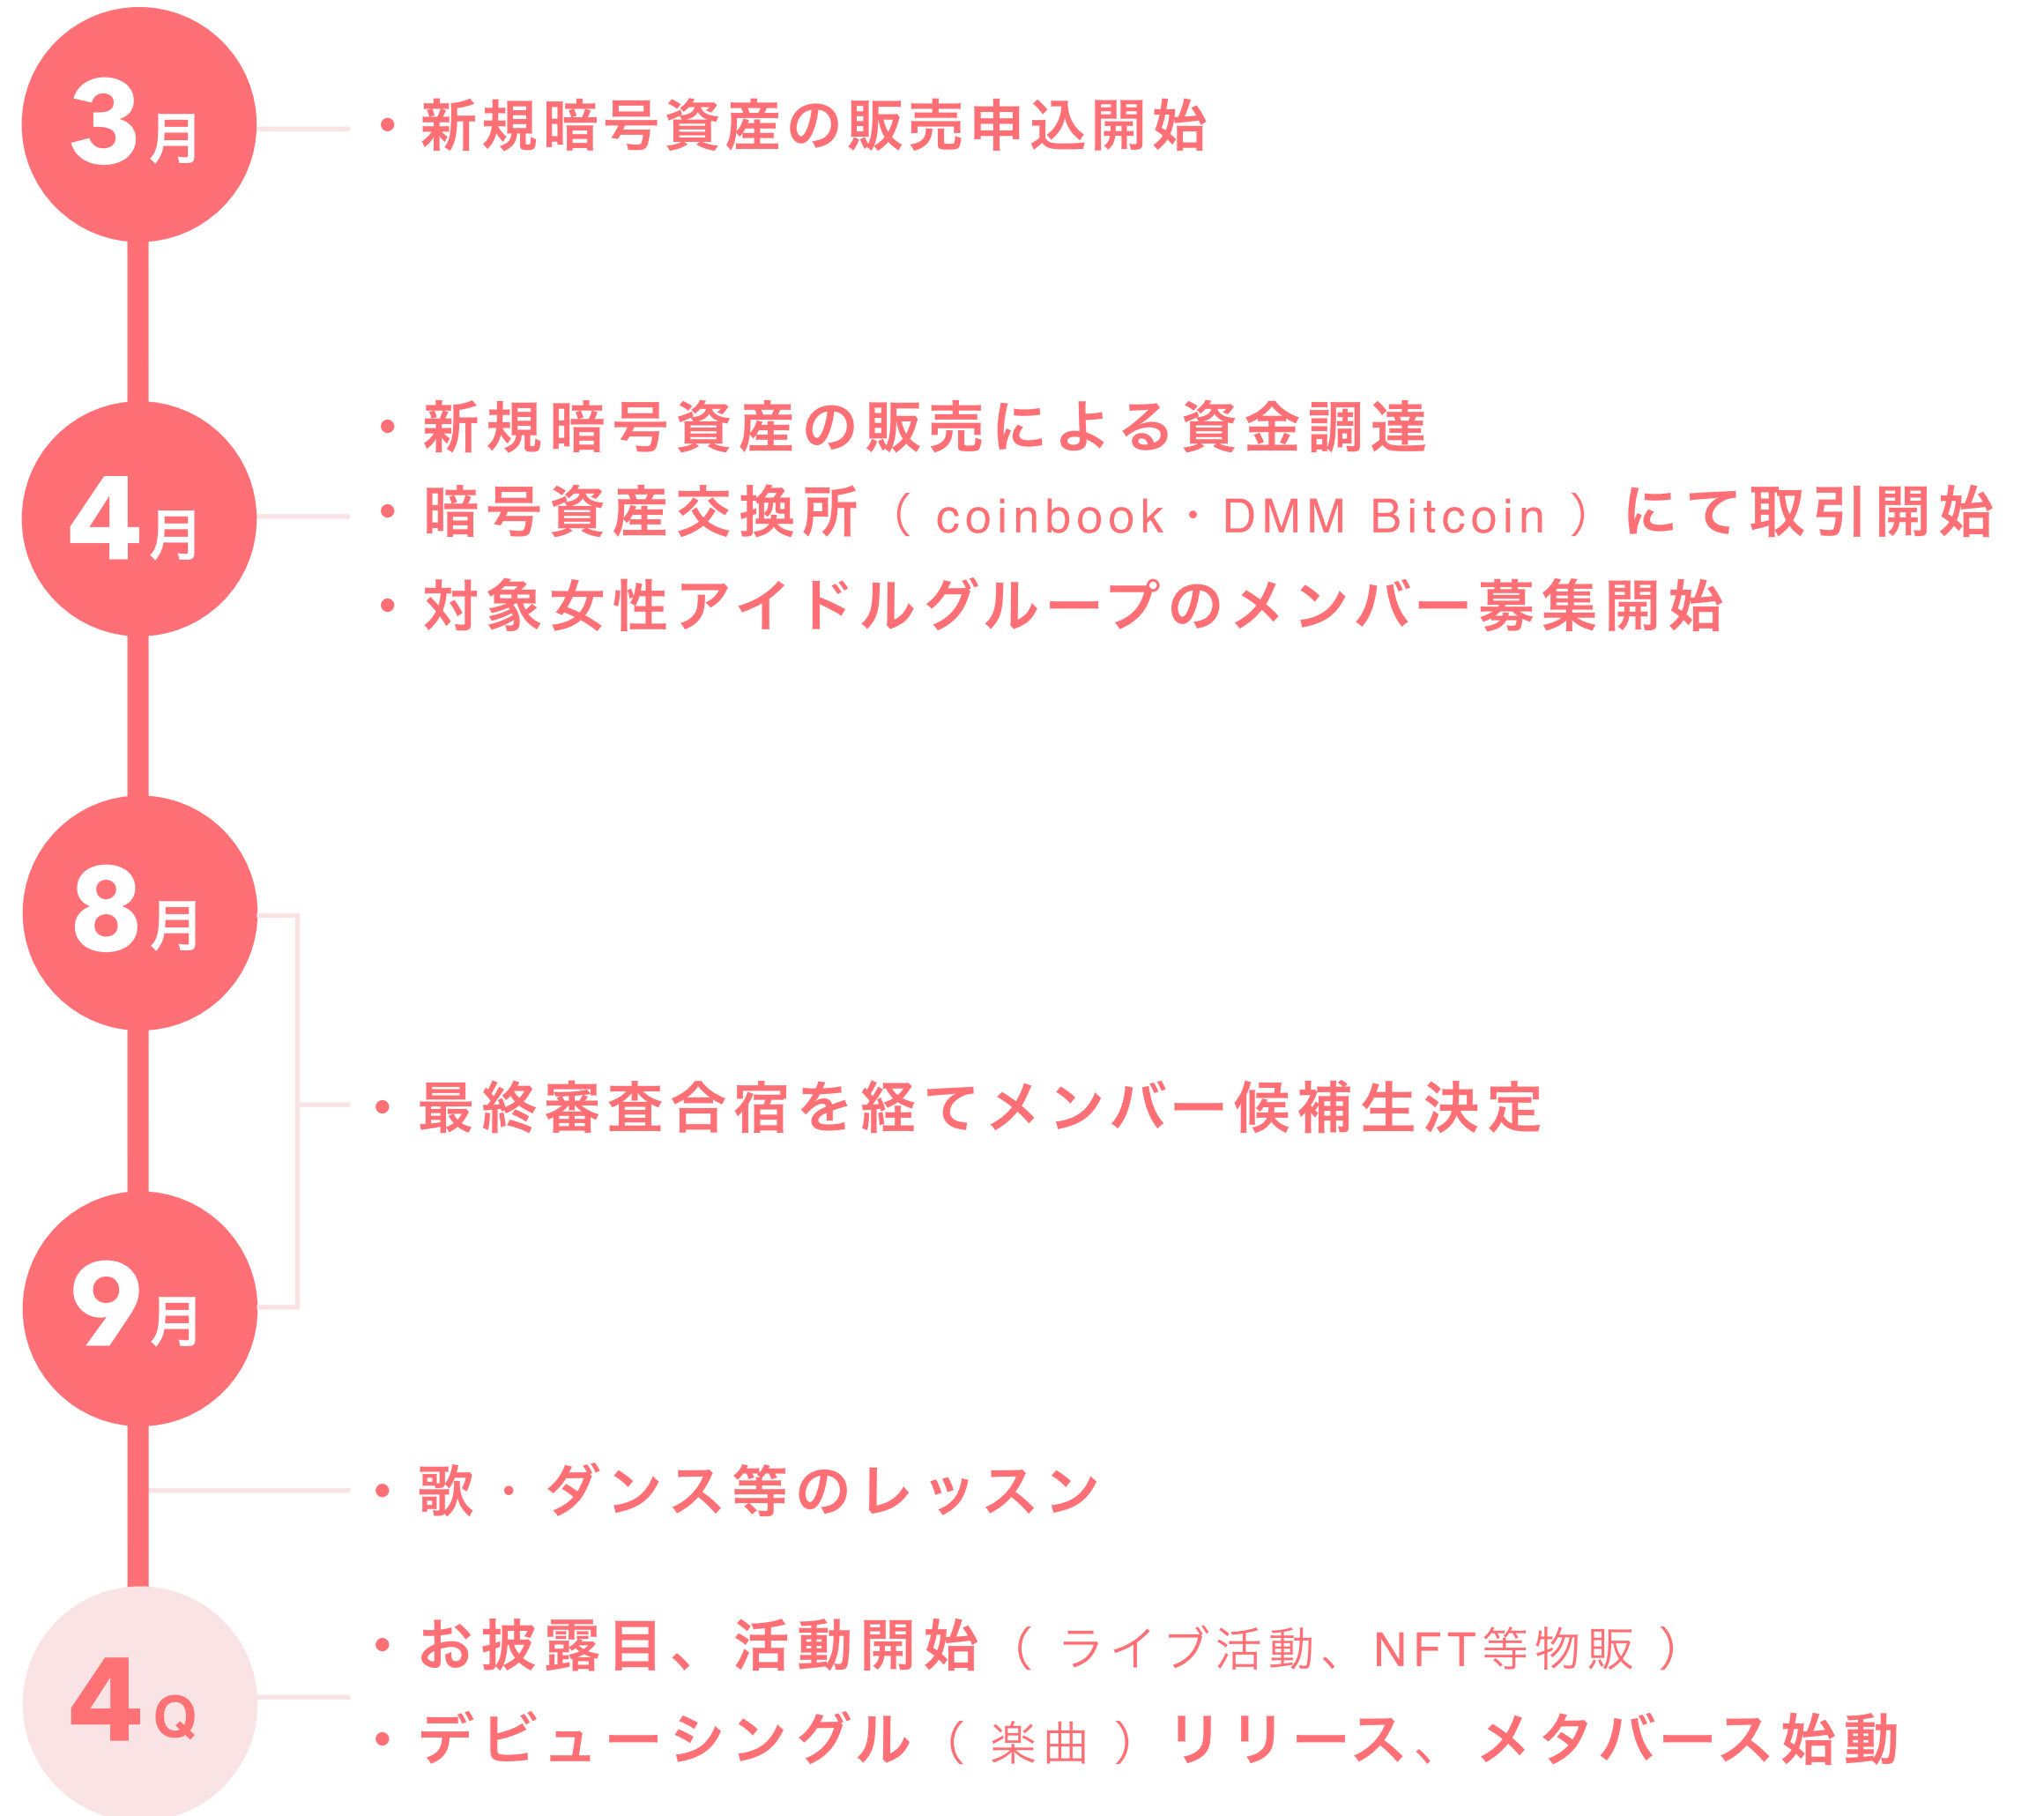 3月
・新規暗号資産の販売申込開始
4月
・新規暗号資産の販売による資金調達
・暗号資産交換所（coinbook・DMM Bitcoin）にて取引開始
・対象女性アイドルグループのメンバー募集開始
8月
・最終審査合宿を経てメンバー候補生決定
9月
・歌・ダンス等のレッスン
4Q
・お披露目、活動開始（ライブ活動、NFT等物販）
・デビューシングル（楽曲）リリース、メタバース始動